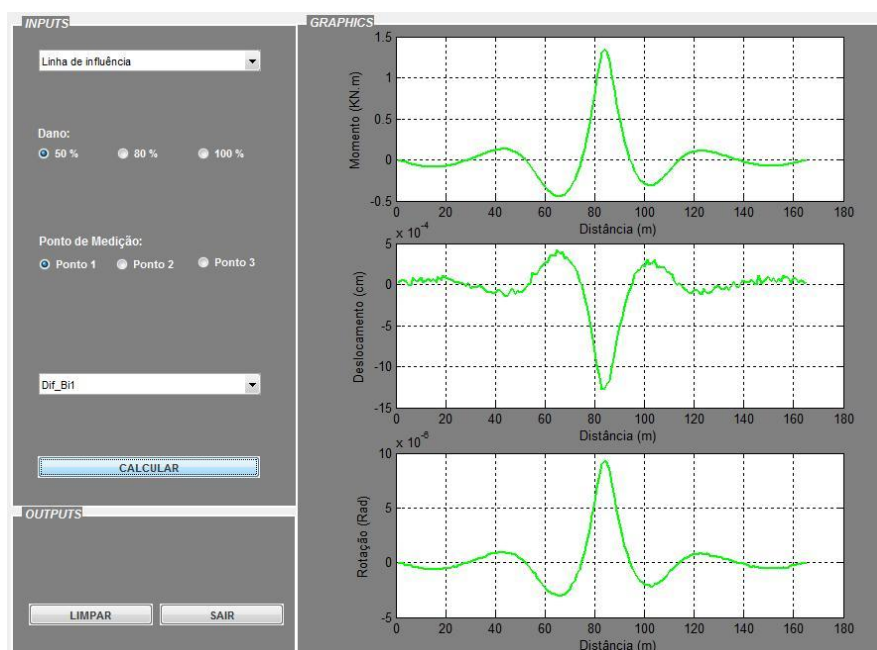 INPUTS
Linha de influência
Dano:
50 %
80 %
100 %
Ponto de Medição:
Ponto 1
Ponto 2
Ponto 3
Dif_Bi1
CALCULAR
OUTPUTS
LIMPAR
SAIR
GRAPHICS
1.5
1
0.5
0
-0.5
Momento (KN.m)
0 20 40 60 80 100 120 140 160 180
Distância (m)
x 10^-4
5
0
-5
-10
-15
Deslocamento (cm)
0 20 40 60 80 100 120 140 160 180
Distância (m)
x 10^-6
10
5
0
-5
Rotação (Rad)
0 20 40 60 80 100 120 140 160 180
Distância (m)